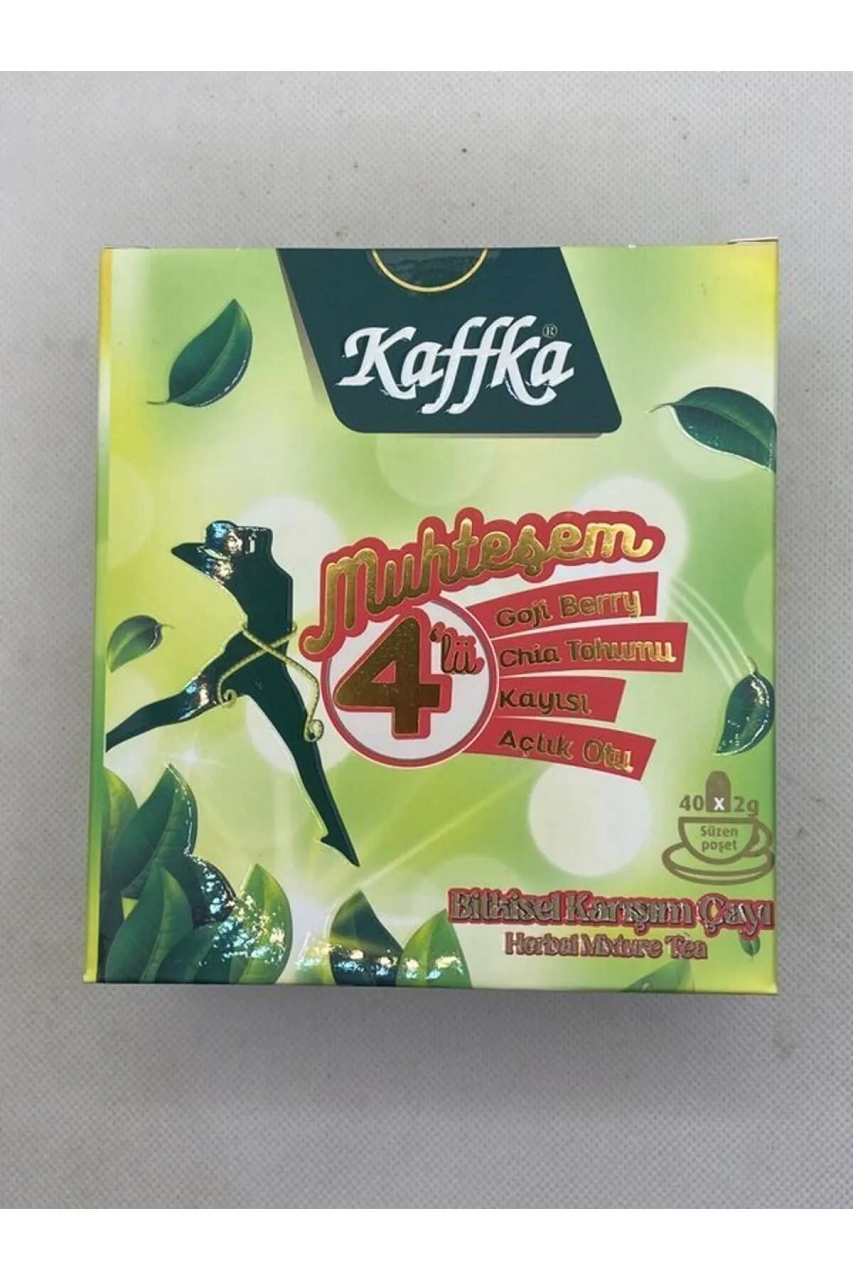 Kaffka®
Muhteşem
4'lü
Goji Berry
Chia Tohumu
Kayısı
Açlık Otu
40 x 2g
Süzen
poşet
Bitkisel Karışım Çayı
Herbal Mixture Tea